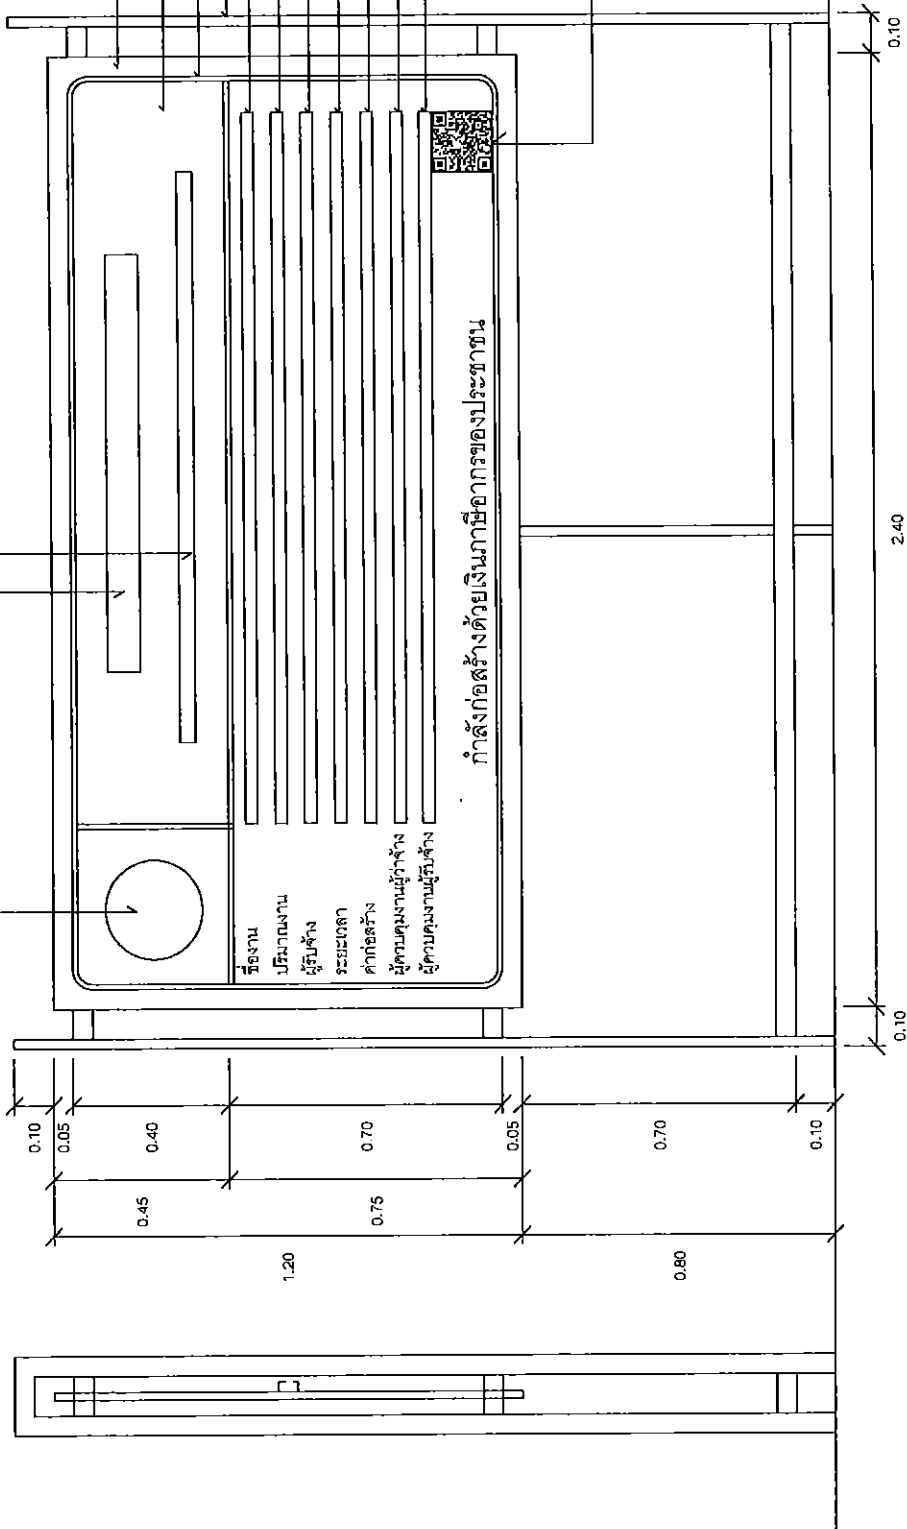 ชื่องาน
ปริมาณงาน
ผู้รับจ้าง
ระยะเวลา
ค่าก่อสร้าง
ผู้ควบคุมงานผู้ว่าจ้าง
ผู้ควบคุมงานผู้รับจ้าง
กำลังก่อสร้างด้วยเงินภาษีอากรของประชาชน
0.10
0.05
0.40
0.70
0.05
0.70
0.10
0.45
0.75
1.20
0.80
0.10
2.40
0.10